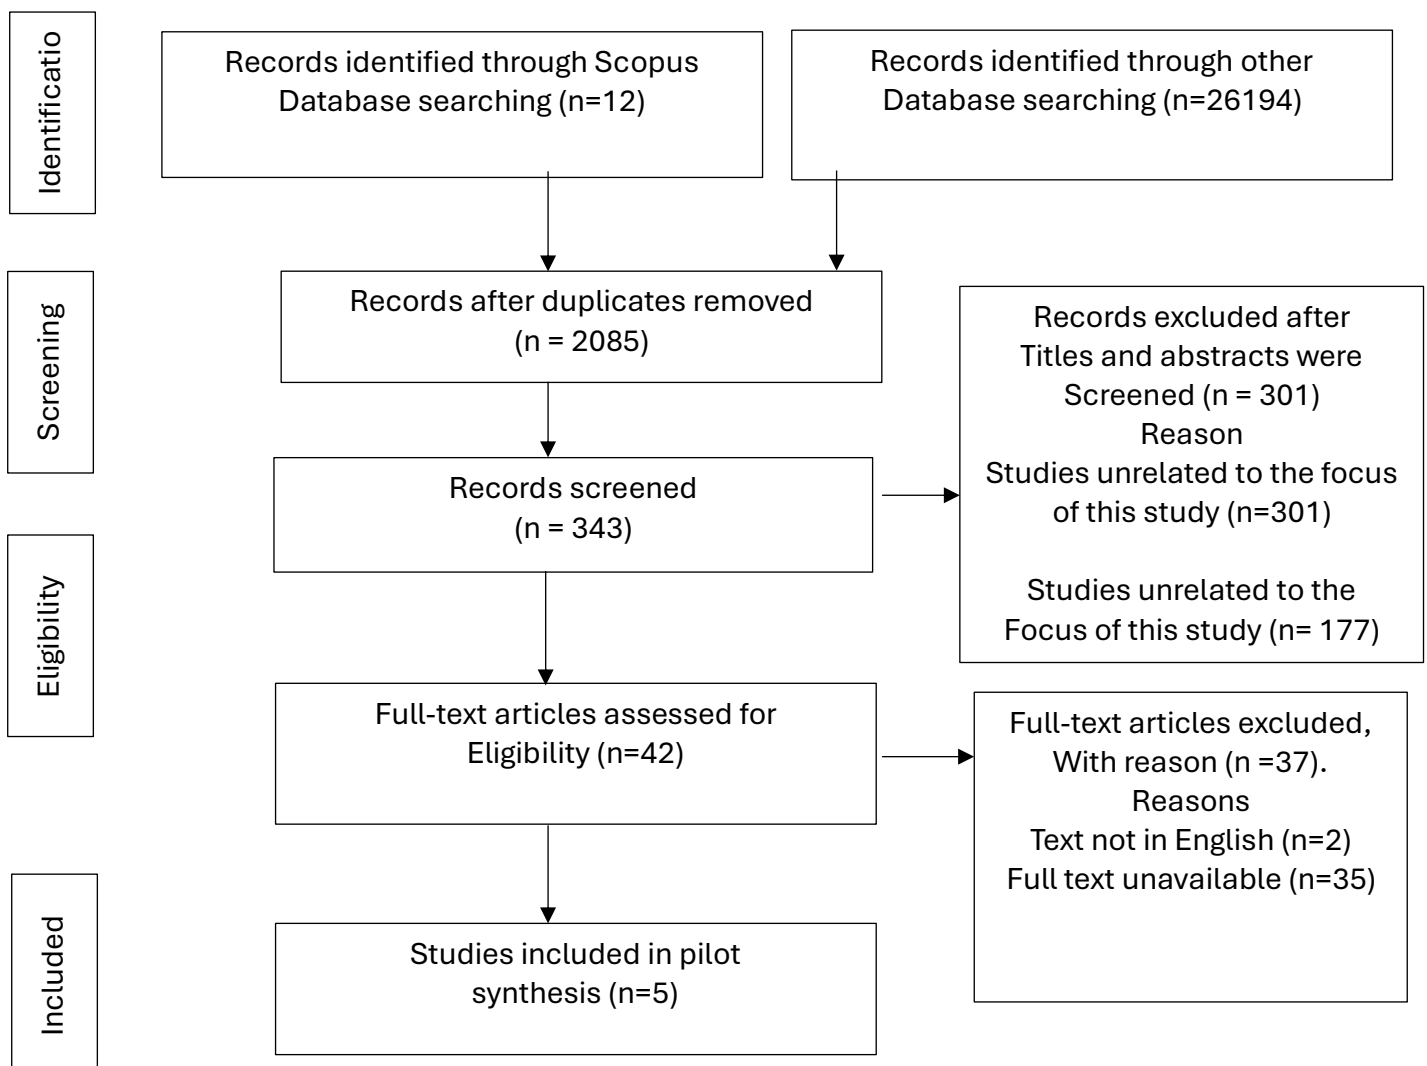 Identificatio
Records identified through Scopus
Database searching (n=12)
Records identified through other
Database searching (n=26194)
Screening
Records after duplicates removed
(n = 2085)
Records excluded after
Titles and abstracts were
Screened (n = 301)
Reason
Studies unrelated to the focus
of this study (n=301)
Studies unrelated to the
Focus of this study (n= 177)
Records screened
(n = 343)
Eligibility
Full-text articles assessed for
Eligibility (n=42)
Full-text articles excluded,
With reason (n =37).
Reasons
Text not in English (n=2)
Full text unavailable (n=35)
Included
Studies included in pilot
synthesis (n=5)